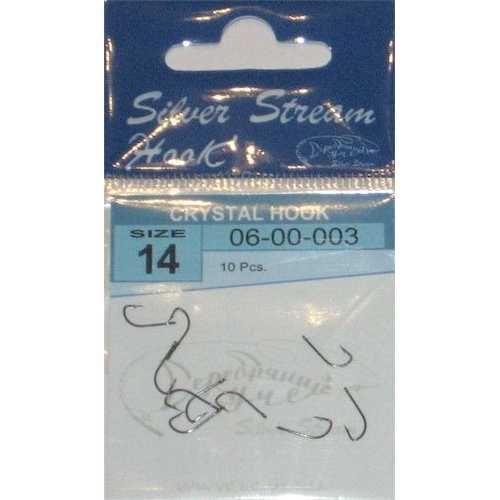 Silver Stream
Hook
CRYSTAL HOOK
SIZE
14
06-00-003
10 Pcs.